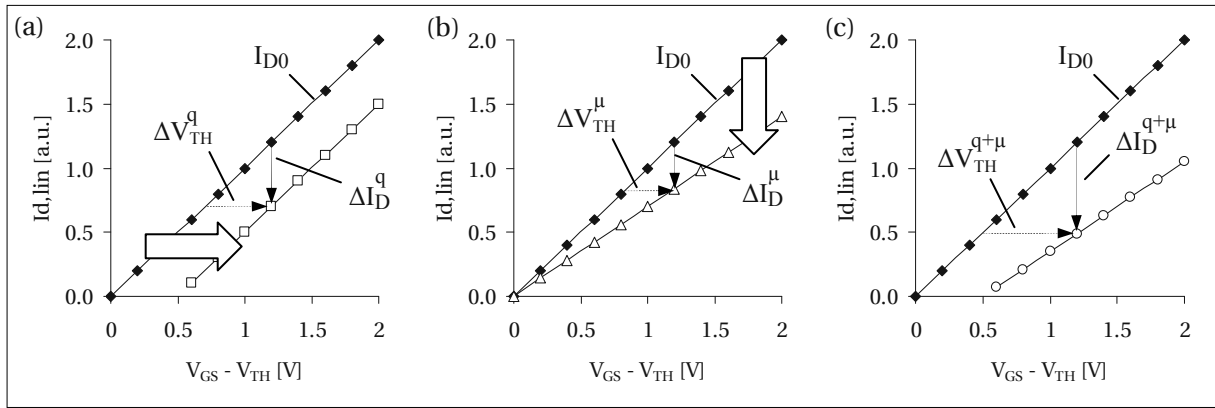 (a)
Id,lin [a.u.]
2.0
1.5
1.0
0.5
0.0
0
0.5
1
1.5
2
V_GS - V_TH [V]
I_D0
ΔV_TH^q
ΔI_D^q
(b)
Id,lin [a.u.]
2.0
1.5
1.0
0.5
0.0
0
0.5
1
1.5
2
V_GS - V_TH [V]
I_D0
ΔV_TH^μ
ΔI_D^μ
(c)
Id,lin [a.u.]
2.0
1.5
1.0
0.5
0.0
0
0.5
1
1.5
2
V_GS - V_TH [V]
I_D0
ΔV_TH^q+μ
ΔI_D^q+μ